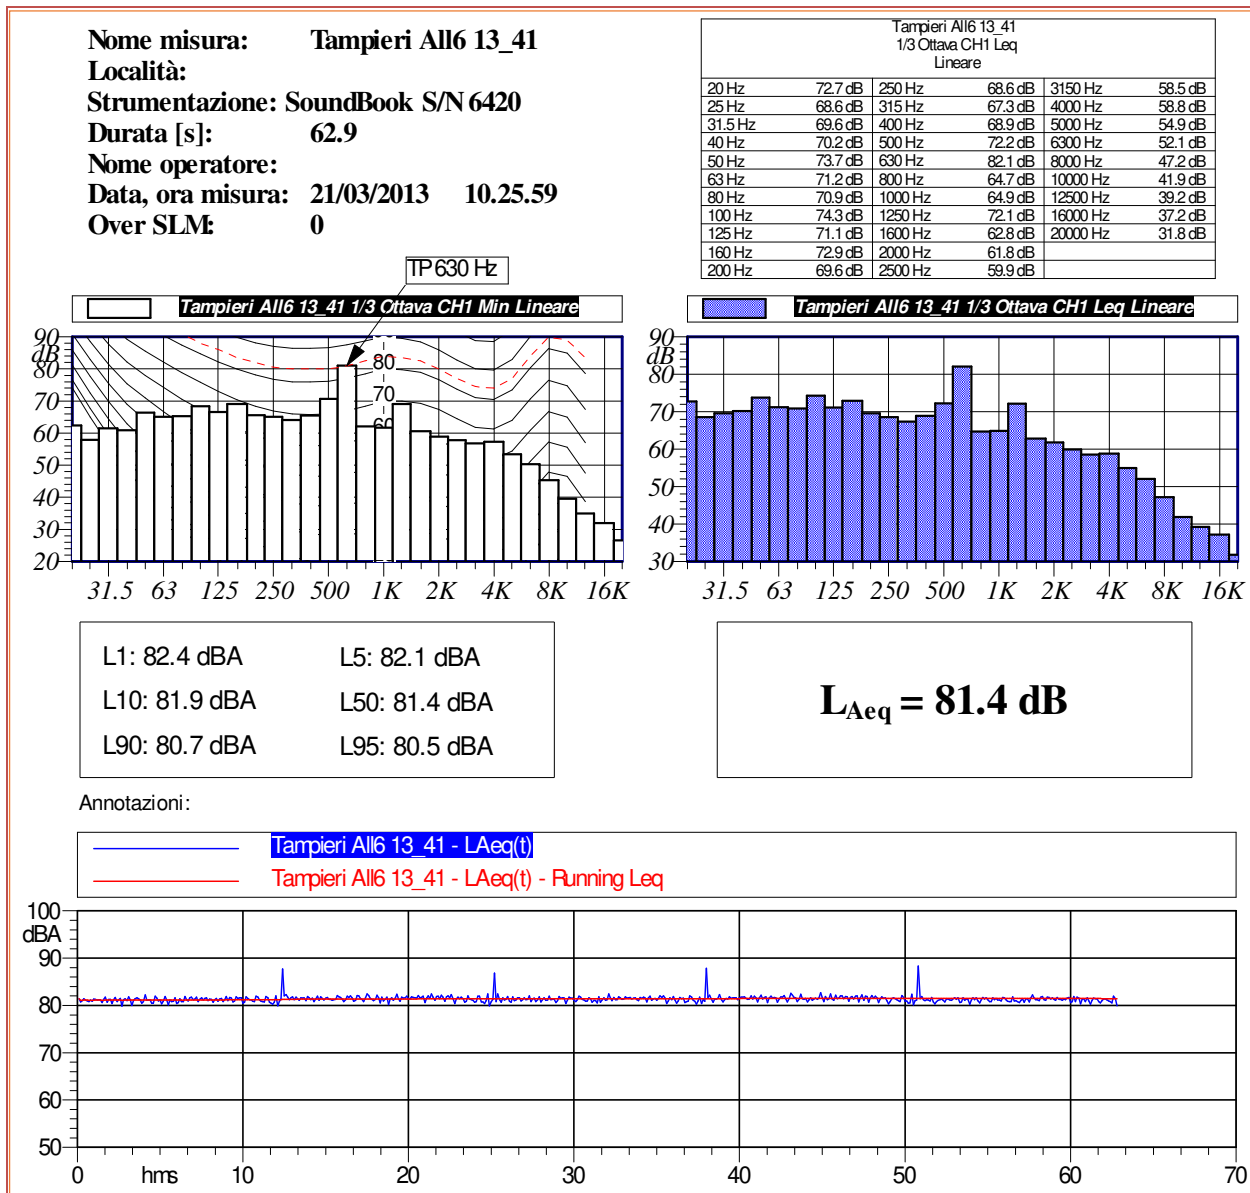 Nome misura: Tampieri All6 13_41
Località:
Strumentazione: SoundBook S/N 6420
Durata [s]: 62.9
Nome operatore:
Data, ora misura: 21/03/2013 10.25.59
Over SLM: 0
Tampieri All6 13_41
1/3 Ottava CH1 Leq
Lineare
20 Hz 72.7 dB 250 Hz 68.6 dB 3150 Hz 58.5 dB
25 Hz 68.6 dB 315 Hz 67.3 dB 4000 Hz 58.8 dB
31.5 Hz 69.6 dB 400 Hz 68.9 dB 5000 Hz 54.9 dB
40 Hz 70.2 dB 500 Hz 72.2 dB 6300 Hz 52.1 dB
50 Hz 73.7 dB 630 Hz 82.1 dB 8000 Hz 47.2 dB
63 Hz 71.2 dB 800 Hz 64.7 dB 10000 Hz 41.9 dB
80 Hz 70.9 dB 1000 Hz 64.9 dB 12500 Hz 39.2 dB
100 Hz 74.3 dB 1250 Hz 72.1 dB 16000 Hz 37.2 dB
125 Hz 71.1 dB 1600 Hz 62.8 dB 20000 Hz 31.8 dB
160 Hz 72.9 dB 2000 Hz 61.8 dB
200 Hz 69.6 dB 2500 Hz 59.9 dB
TP 630 Hz
Tampieri All6 13_41 1/3 Ottava CH1 Min Lineare
90
dB
80
70
60
50
40
30
20
80
70
60
31.5 63 125 250 500 1K 2K 4K 8K 16K
Tampieri All6 13_41 1/3 Ottava CH1 Leq Lineare
90
dB
80
70
60
50
40
30
31.5 63 125 250 500 1K 2K 4K 8K 16K
L1: 82.4 dBA L5: 82.1 dBA
L10: 81.9 dBA L50: 81.4 dBA
L90: 80.7 dBA L95: 80.5 dBA
LAeq = 81.4 dB
Annotazioni:
Tampieri All6 13_41 - LAeq(t)
Tampieri All6 13_41 - LAeq(t) - Running Leq
100
dBA
90
80
70
60
50
0 hms 10 20 30 40 50 60 70